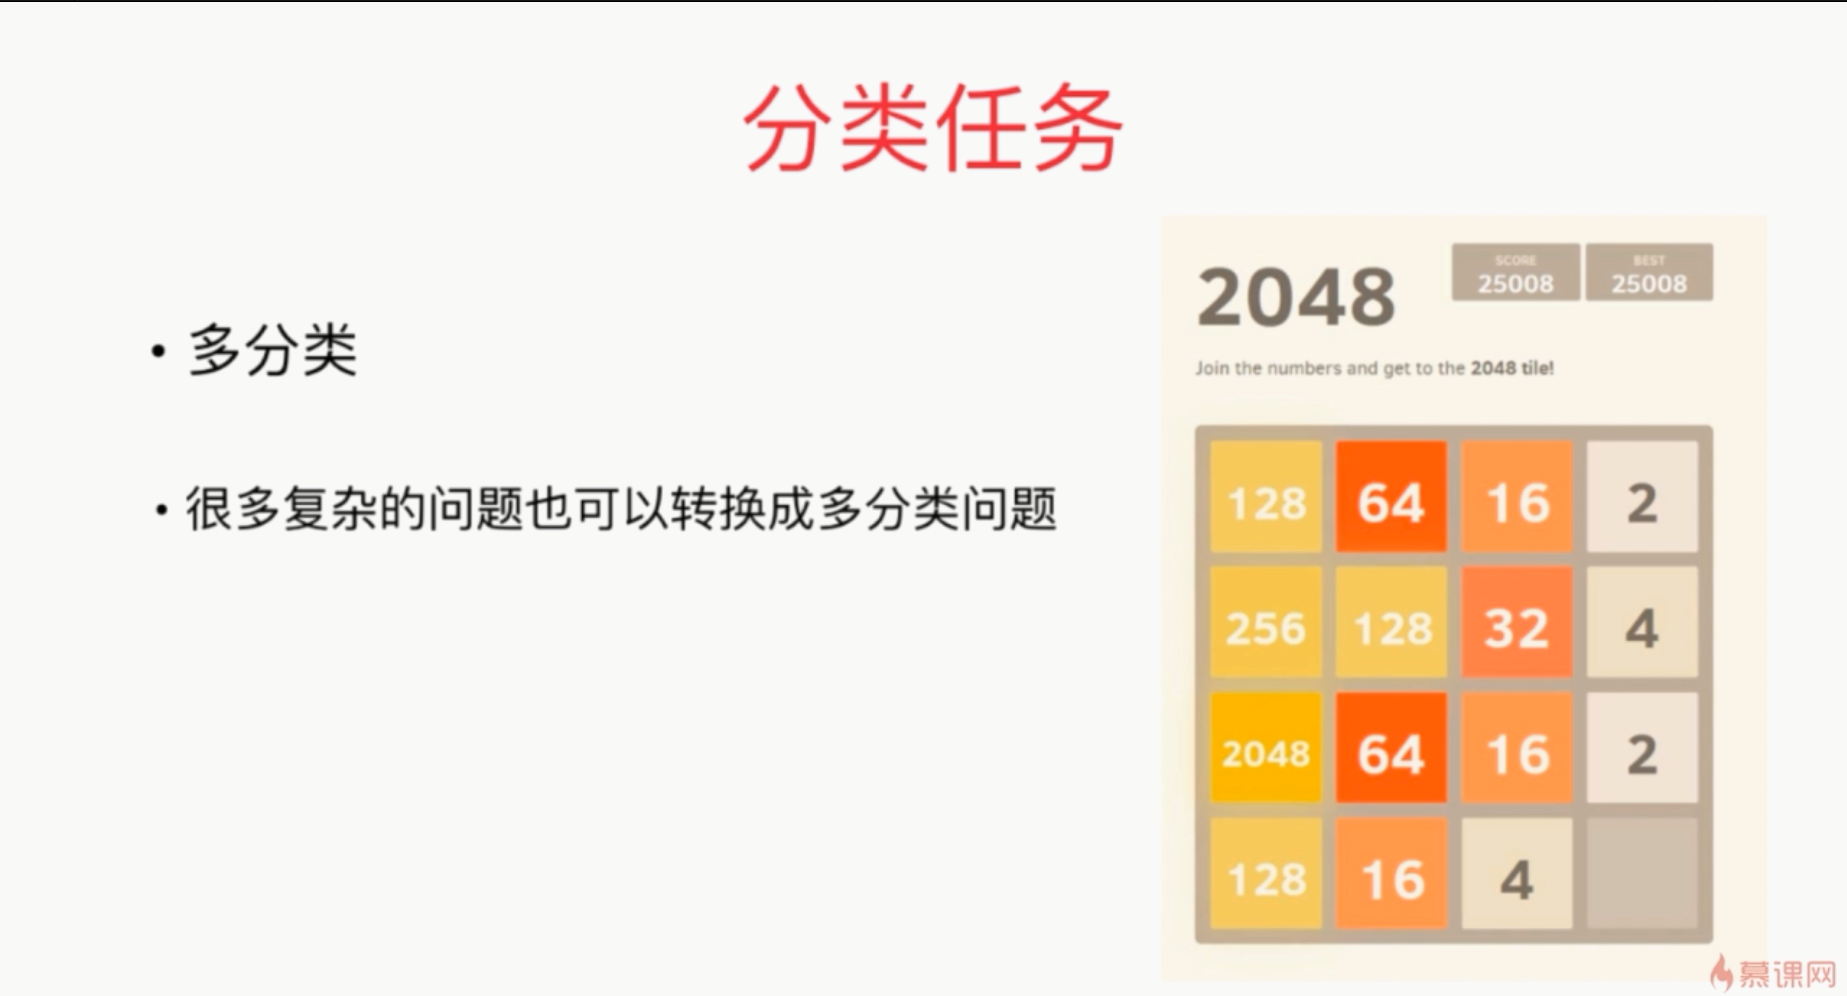 分类任务
• 多分类
• 很多复杂的问题也可以转换成多分类问题
2048
SCORE
25008
BEST
25008
Join the numbers and get to the 2048 tile!
128 64 16 2
256 128 32 4
2048 64 16 2
128 16 4
慕课网